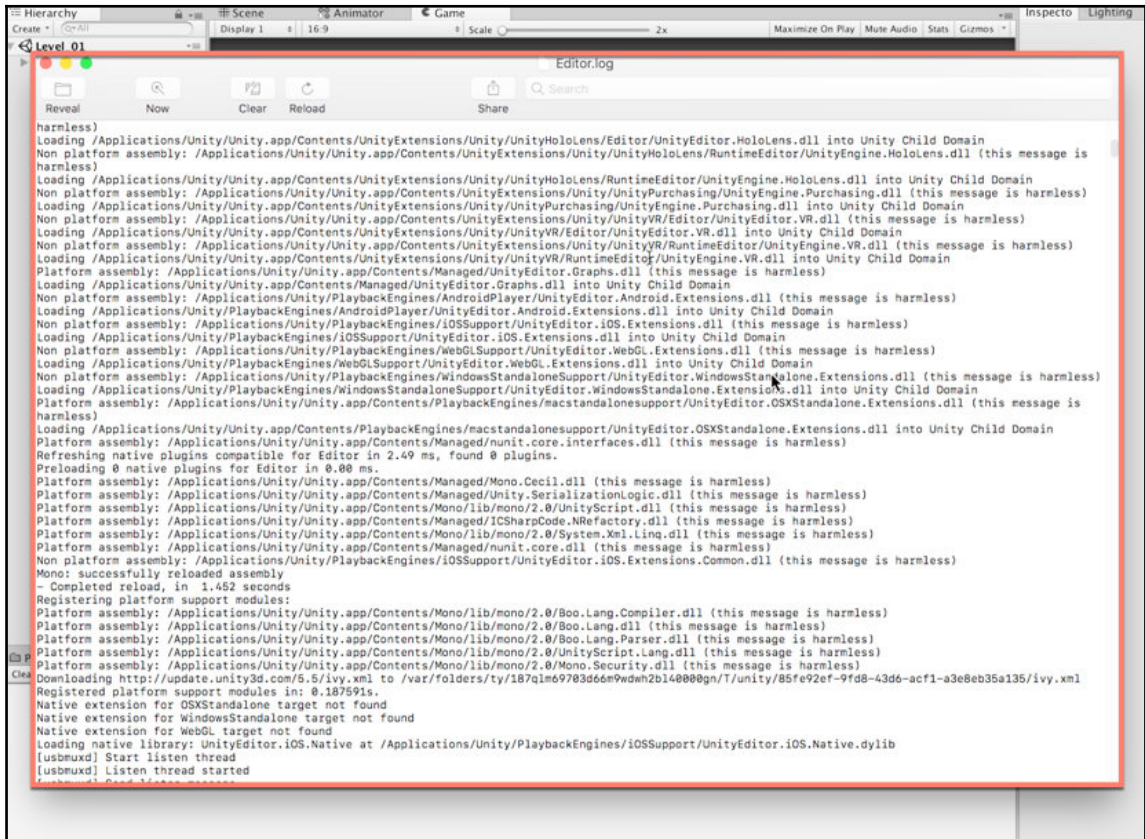 Hierarchy
Scene
Animator
Game
Inspecto
Lighting
Create
All
Display 1
16:9
Scale
2x
Maximize On Play
Mute Audio
Stats
Gizmos
Level_01
Editor.log
Search
Reveal
Now
Clear
Reload
Share
harmless)
Loading /Applications/Unity/Unity.app/Contents/UnityExtensions/Unity/UnityHoloLens/Editor/UnityEditor.HoloLens.dll into Unity Child Domain
Non platform assembly: /Applications/Unity/Unity.app/Contents/UnityExtensions/Unity/UnityHoloLens/RuntimeEditor/UnityEngine.HoloLens.dll (this message is
harmless)
Loading /Applications/Unity/Unity.app/Contents/UnityExtensions/Unity/UnityHoloLens/RuntimeEditor/UnityEngine.HoloLens.dll into Unity Child Domain
Non platform assembly: /Applications/Unity/Unity.app/Contents/UnityExtensions/Unity/UnityPurchasing/UnityEngine.Purchasing.dll (this message is harmless)
Loading /Applications/Unity/Unity.app/Contents/UnityExtensions/Unity/UnityPurchasing/UnityEngine.Purchasing.dll into Unity Child Domain
Non platform assembly: /Applications/Unity/Unity.app/Contents/UnityExtensions/Unity/UnityVR/Editor/UnityEditor.VR.dll (this message is harmless)
Loading /Applications/Unity/Unity.app/Contents/UnityExtensions/Unity/UnityVR/Editor/UnityEditor.VR.dll into Unity Child Domain
Non platform assembly: /Applications/Unity/Unity.app/Contents/UnityExtensions/Unity/UnityVR/RuntimeEditor/UnityEngine.VR.dll (this message is harmless)
Loading /Applications/Unity/Unity.app/Contents/UnityExtensions/Unity/UnityVR/RuntimeEditor/UnityEngine.VR.dll into Unity Child Domain
Platform assembly: /Applications/Unity/Unity.app/Contents/Managed/UnityEditor.Graphs.dll (this message is harmless)
Loading /Applications/Unity/Unity.app/Contents/Managed/UnityEditor.Graphs.dll into Unity Child Domain
Non platform assembly: /Applications/Unity/PlaybackEngines/AndroidPlayer/UnityEditor.Android.Extensions.dll (this message is harmless)
Loading /Applications/Unity/PlaybackEngines/AndroidPlayer/UnityEditor.Android.Extensions.dll into Unity Child Domain
Non platform assembly: /Applications/Unity/PlaybackEngines/iOSSupport/UnityEditor.iOS.Extensions.dll (this message is harmless)
Loading /Applications/Unity/PlaybackEngines/iOSSupport/UnityEditor.iOS.Extensions.dll into Unity Child Domain
Non platform assembly: /Applications/Unity/PlaybackEngines/WebGLSupport/UnityEditor.WebGL.Extensions.dll (this message is harmless)
Loading /Applications/Unity/PlaybackEngines/WebGLSupport/UnityEditor.WebGL.Extensions.dll into Unity Child Domain
Non platform assembly: /Applications/Unity/PlaybackEngines/WindowsStandaloneSupport/UnityEditor.WindowsStandalone.Extensions.dll (this message is harmless)
Loading /Applications/Unity/PlaybackEngines/WindowsStandaloneSupport/UnityEditor.WindowsStandalone.Extensions.dll into Unity Child Domain
Platform assembly: /Applications/Unity/Unity.app/Contents/PlaybackEngines/macstandalonesupport/UnityEditor.OSXStandalone.Extensions.dll (this message is
harmless)
Loading /Applications/Unity/Unity.app/Contents/PlaybackEngines/macstandalonesupport/UnityEditor.OSXStandalone.Extensions.dll into Unity Child Domain
Platform assembly: /Applications/Unity/Unity.app/Contents/Managed/nunit.core.interfaces.dll (this message is harmless)
Refreshing native plugins compatible for Editor in 2.49 ms, found 0 plugins.
Preloading 0 native plugins for Editor in 0.00 ms.
Platform assembly: /Applications/Unity/Unity.app/Contents/Managed/Mono.Cecil.dll (this message is harmless)
Platform assembly: /Applications/Unity/Unity.app/Contents/Managed/Unity.SerializationLogic.dll (this message is harmless)
Platform assembly: /Applications/Unity/Unity.app/Contents/Mono/lib/mono/2.0/UnityScript.dll (this message is harmless)
Platform assembly: /Applications/Unity/Unity.app/Contents/Managed/ICSharpCode.NRefactory.dll (this message is harmless)
Platform assembly: /Applications/Unity/Unity.app/Contents/Mono/lib/mono/2.0/System.Xml.Linq.dll (this message is harmless)
Platform assembly: /Applications/Unity/Unity.app/Contents/Managed/nunit.core.dll (this message is harmless)
Non platform assembly: /Applications/Unity/PlaybackEngines/iOSSupport/UnityEditor.iOS.Extensions.Common.dll (this message is harmless)
Mono: successfully reloaded assembly
- Completed reload, in  1.452 seconds
Registering platform support modules:
Platform assembly: /Applications/Unity/Unity.app/Contents/Mono/lib/mono/2.0/Boo.Lang.Compiler.dll (this message is harmless)
Platform assembly: /Applications/Unity/Unity.app/Contents/Mono/lib/mono/2.0/Boo.Lang.dll (this message is harmless)
Platform assembly: /Applications/Unity/Unity.app/Contents/Mono/lib/mono/2.0/Boo.Lang.Parser.dll (this message is harmless)
Platform assembly: /Applications/Unity/Unity.app/Contents/Mono/lib/mono/2.0/UnityScript.Lang.dll (this message is harmless)
Platform assembly: /Applications/Unity/Unity.app/Contents/Mono/lib/mono/2.0/Mono.Security.dll (this message is harmless)
Downloading http://update.unity3d.com/5.5/ivy.xml to /var/folders/ty/187qlm69703d66m9wdwh2bl40000gn/T/unity/85fe92ef-9fd8-43d6-acf1-a3e8eb35a135/ivy.xml
Registered platform support modules in: 0.187591s.
Native extension for OSXStandalone target not found
Native extension for WindowsStandalone target not found
Native extension for WebGL target not found
Loading native library: UnityEditor.iOS.Native at /Applications/Unity/PlaybackEngines/iOSSupport/UnityEditor.iOS.Native.dylib
[usbmuxd] Start listen thread
[usbmuxd] Listen thread started